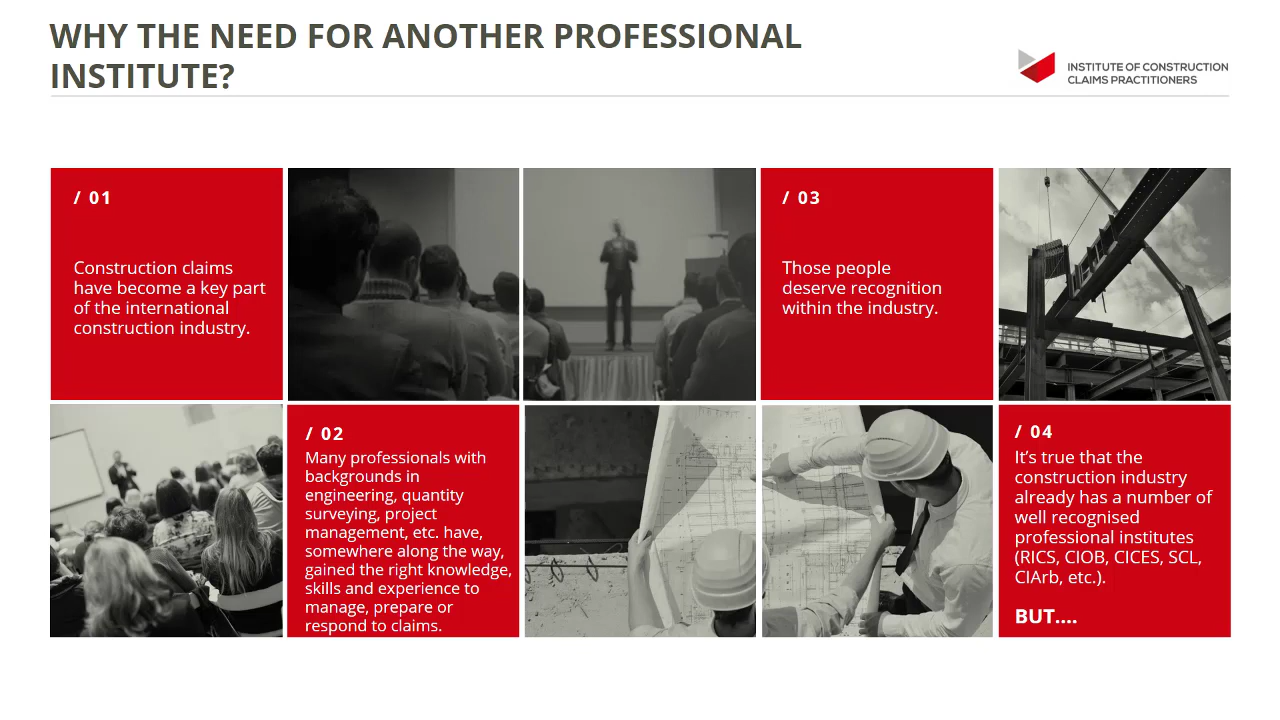 WHY THE NEED FOR ANOTHER PROFESSIONAL
INSTITUTE?
INSTITUTE OF CONSTRUCTION
CLAIMS PRACTITIONERS
/ 01
Construction claims
have become a key part
of the international
construction industry.
/ 02
Many professionals with
backgrounds in
engineering, quantity
surveying, project
management, etc. have,
somewhere along the way,
gained the right knowledge,
skills and experience to
manage, prepare or
respond to claims.
/ 03
Those people
deserve recognition
within the industry.
/ 04
It’s true that the
construction industry
already has a number of
well recognised
professional institutes
(RICS, CIOB, CICES, SCL,
CIArb, etc.).
BUT....